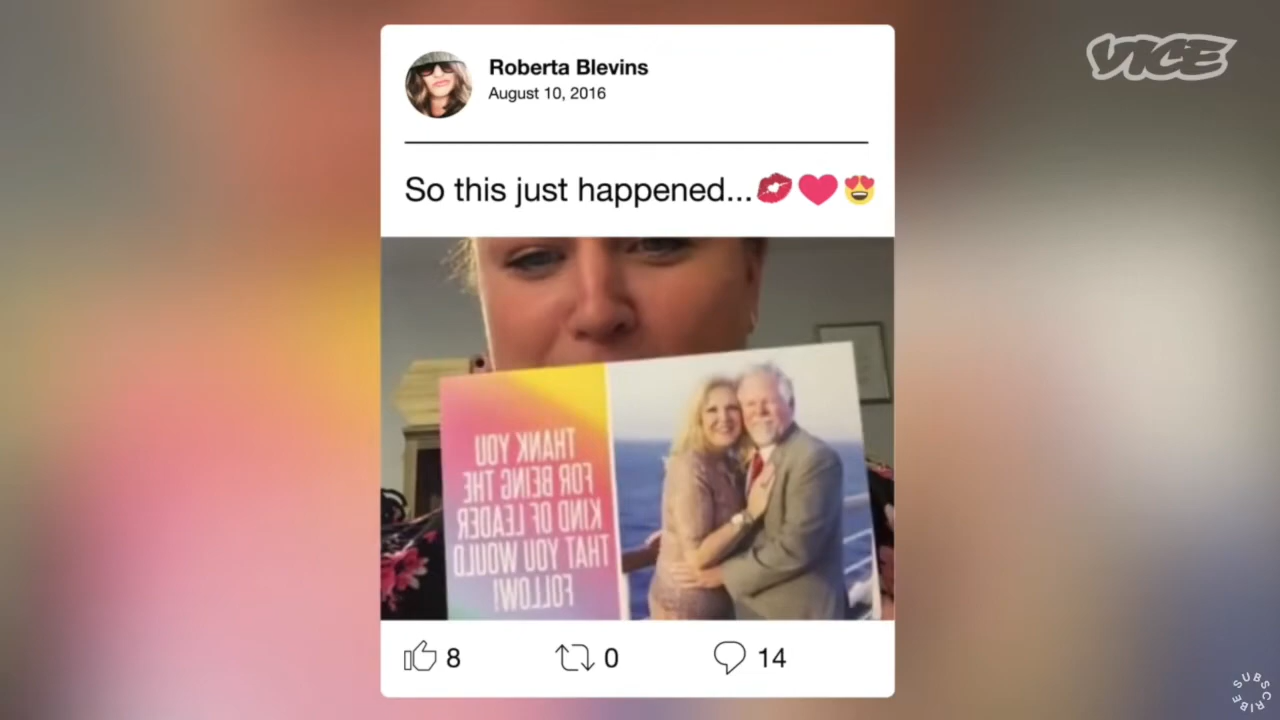 VICE
Roberta Blevins
August 10, 2016
So this just happened...💋❤️😍
THANK YOU
FOR BEING THE
KIND OF LEADER
THAT YOU WOULD
FOLLOW!
8
0
14
SUBSCRIBE